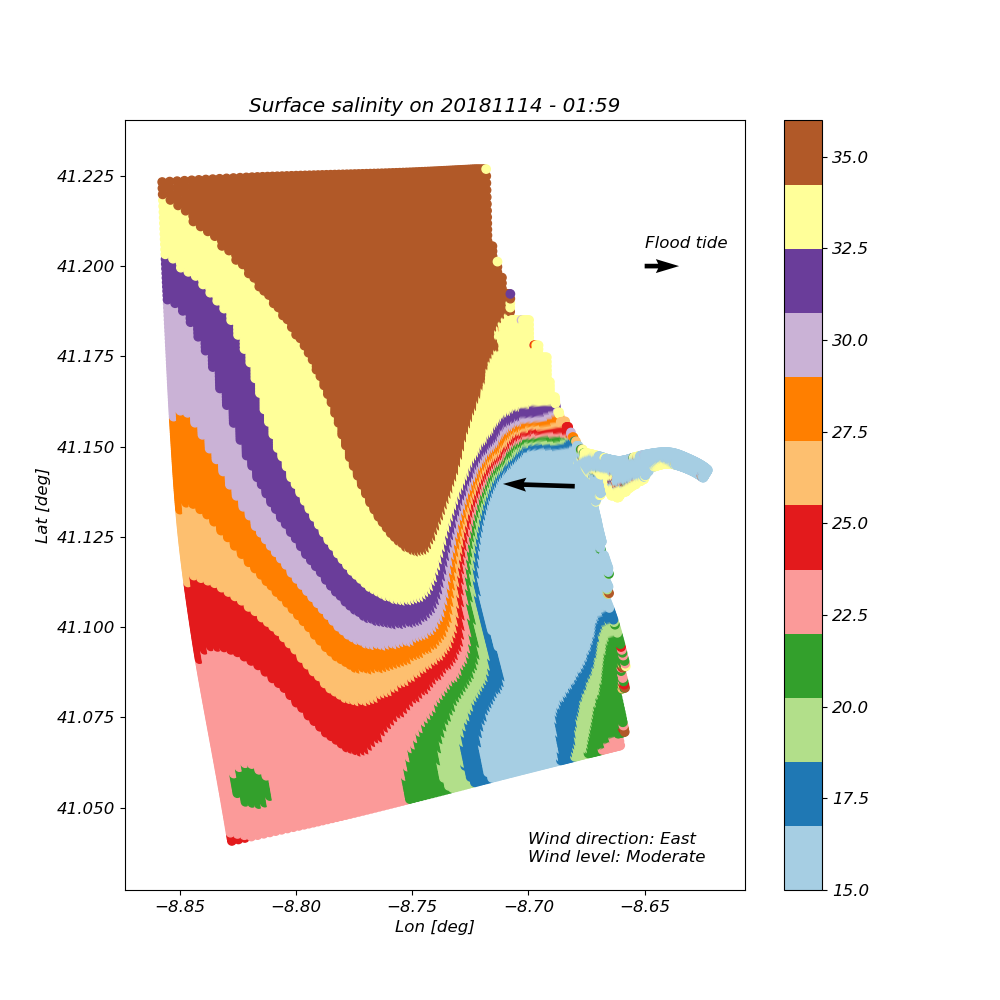 Surface salinity on 20181114 - 01:59
Lat [deg]
41.225
41.200
41.175
41.150
41.125
41.100
41.075
41.050
Flood tide
Wind direction: East
Wind level: Moderate
−8.85 −8.80 −8.75 −8.70 −8.65
Lon [deg]
35.0
32.5
30.0
27.5
25.0
22.5
20.0
17.5
15.0